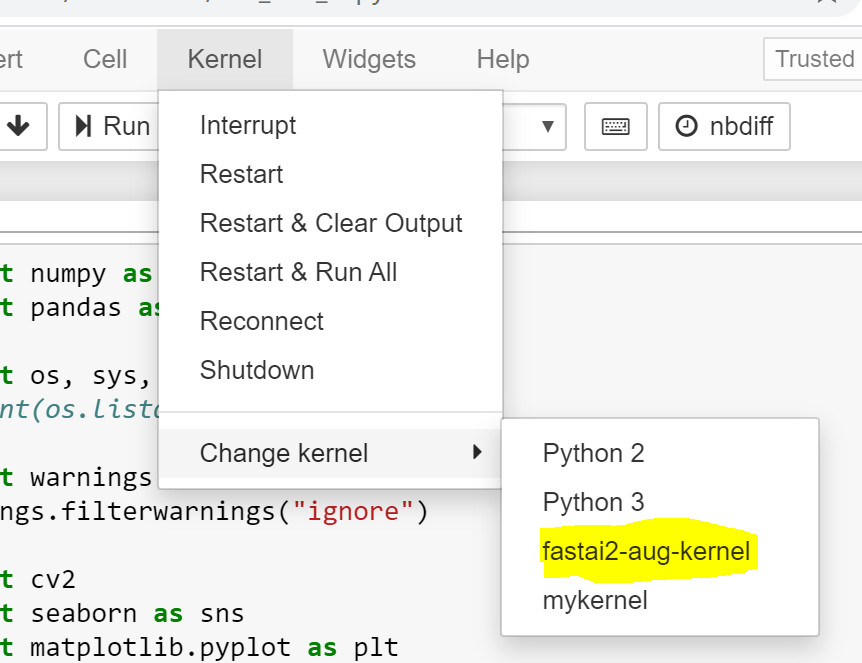 ert Cell Kernel Widgets Help Trusted
Run nbdiff
Interrupt
Restart
Restart & Clear Output
Restart & Run All
Reconnect
Shutdown
Change kernel
Python 2
Python 3
fastai2-aug-kernel
mykernel
t numpy as
t pandas as
t os, sys,
nt(os.listd
t warnings
ngs.filterwarnings("ignore")
t cv2
t seaborn as sns
t matplotlib.pyplot as plt